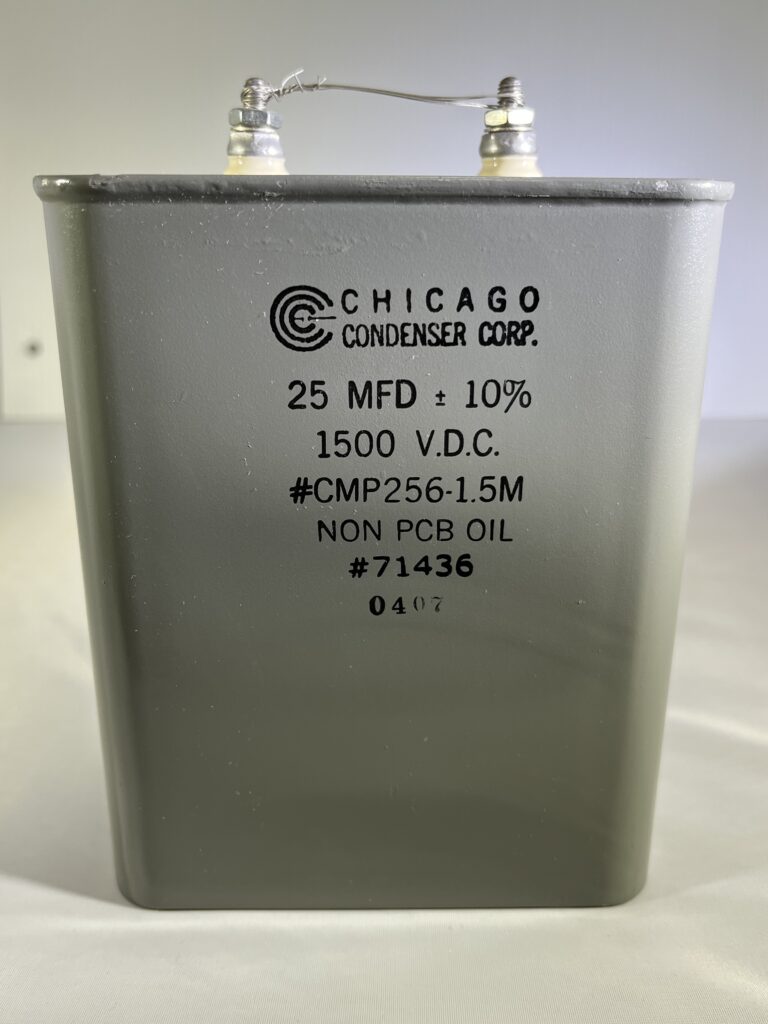 CHICAGO
CONDENSER CORP.
25 MFD ± 10%
1500 V.D.C.
#CMP256-1.5M
NON PCB OIL
#71436
0407